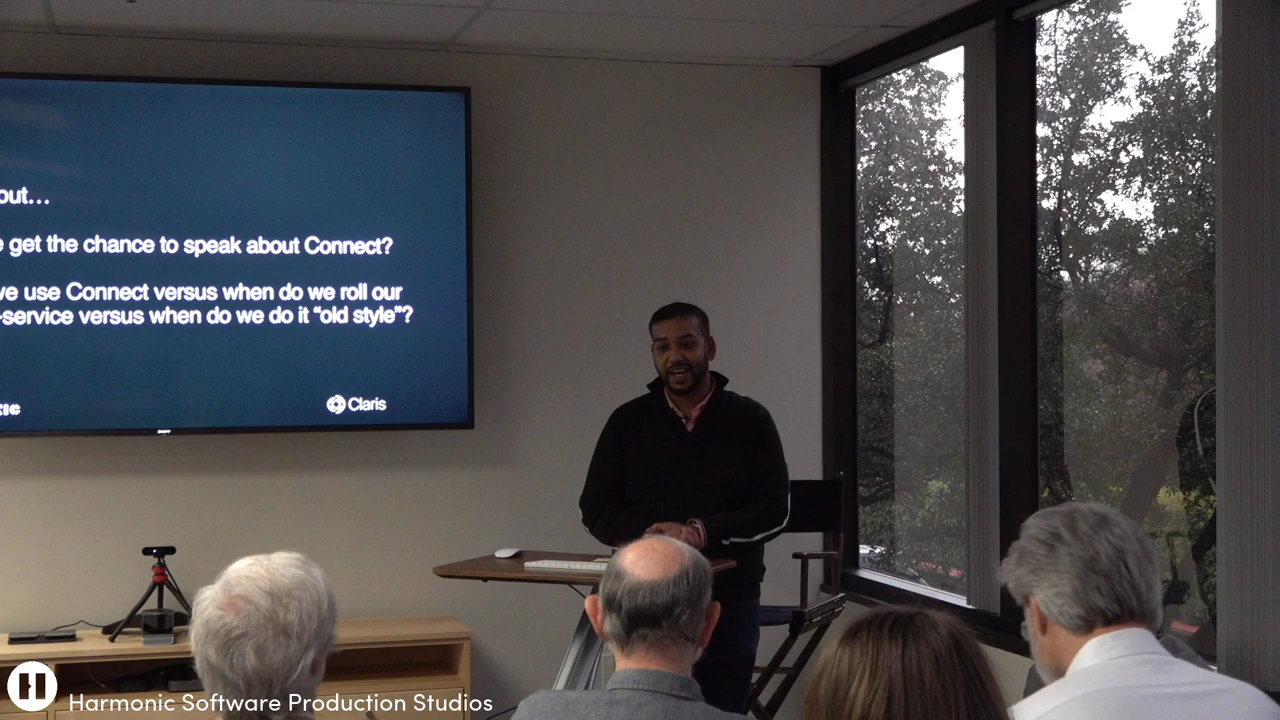 out...
get the chance to speak about Connect?
ve use Connect versus when do we roll our
-service versus when do we do it “old style”?
Claris
H
Harmonic Software Production Studios